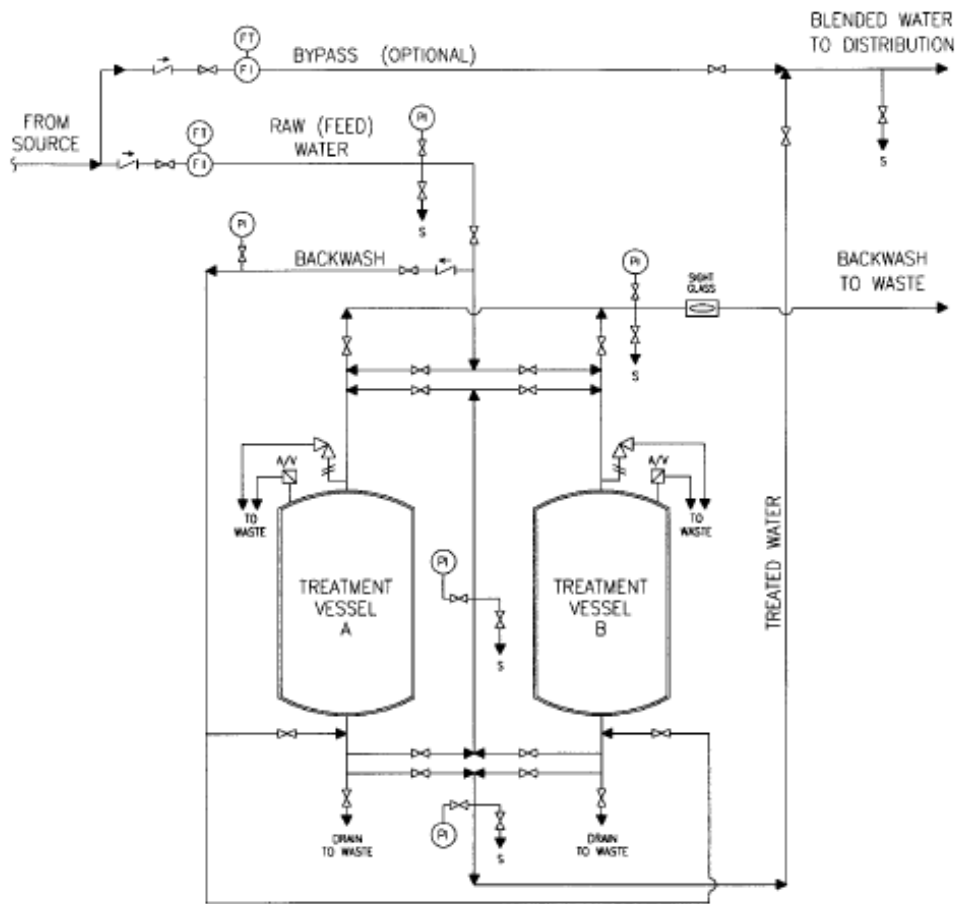 BLENDED WATER
TO DISTRIBUTION
FT
FI
BYPASS (OPTIONAL)
FROM
SOURCE
FT
FI
RAW (FEED)
WATER
PI
S
S
PI
BACKWASH
PI
SIGHT
GLASS
BACKWASH
TO WASTE
S
A/V
TO
WASTE
A/V
TO
WASTE
TREATMENT
VESSEL
A
PI
S
TREATMENT
VESSEL
B
TREATED WATER
PI
S
DRAIN
TO WASTE
DRAIN
TO WASTE